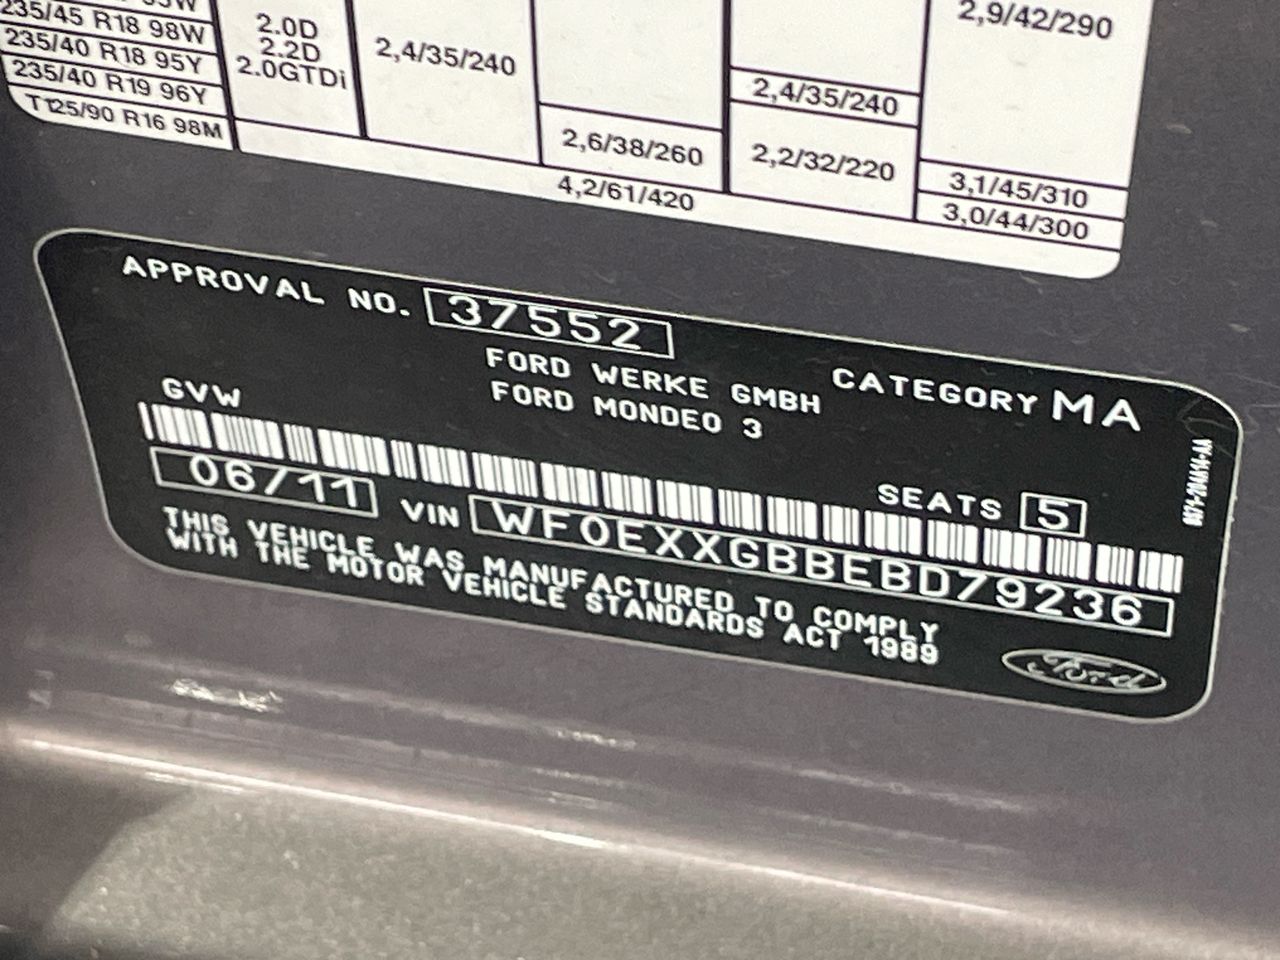 235/45 R18 98W
235/40 R18 95Y
235/40 R19 96Y
T125/90 R16 98M
2.0D
2.2D
2.0GTDi
2,4/35/240
2,6/38/260
2,4/35/240
2,2/32/220
2,9/42/290
3,1/45/310
3,0/44/300
4,2/61/420
APPROVAL NO. 37552
FORD WERKE GMBH
FORD MONDEO 3
CATEGORY MA
GVW
SEATS 5
06/11 VIN WF0EXXGBBEBD79236
THIS VEHICLE WAS MANUFACTURED TO COMPLY
WITH THE MOTOR VEHICLE STANDARDS ACT 1989
Ford